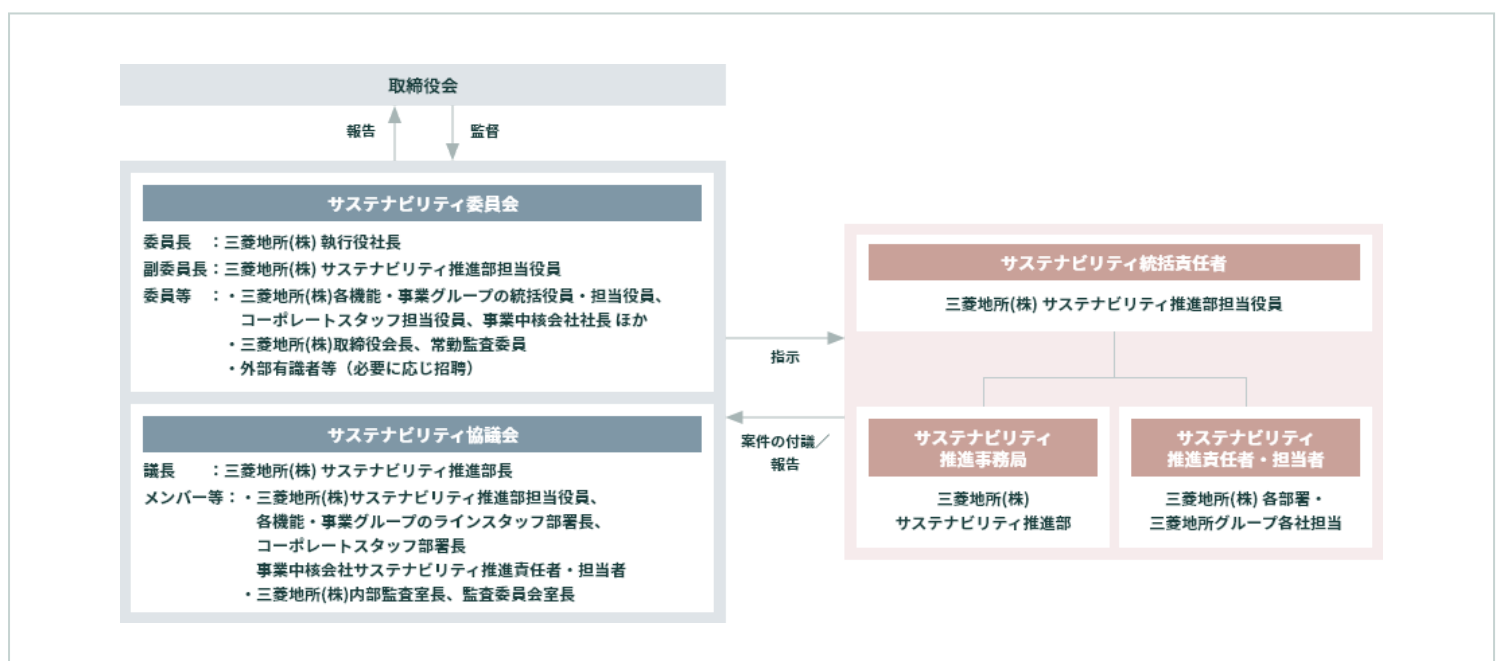 取締役会
報告
監督
サステナビリティ委員会
委員長　：三菱地所(株) 執行役社長
副委員長：三菱地所(株) サステナビリティ推進部担当役員
委員等　：・三菱地所(株)各機能・事業グループの統括役員・担当役員、
コーポレートスタッフ担当役員、事業中核会社社長 ほか
・三菱地所(株)取締役会長、常勤監査委員
・外部有識者等（必要に応じ招聘）
サステナビリティ協議会
議長　　：三菱地所(株) サステナビリティ推進部長
メンバー等：・三菱地所(株)サステナビリティ推進部担当役員、
各機能・事業グループのラインスタッフ部署長、
コーポレートスタッフ部署長
事業中核会社サステナビリティ推進責任者・担当者
・三菱地所(株)内部監査室長、監査委員会室長
指示
案件の付議／
報告
サステナビリティ統括責任者
三菱地所(株) サステナビリティ推進部担当役員
サステナビリティ
推進事務局
三菱地所(株)
サステナビリティ推進部
サステナビリティ
推進責任者・担当者
三菱地所(株) 各部署・
三菱地所グループ各社担当